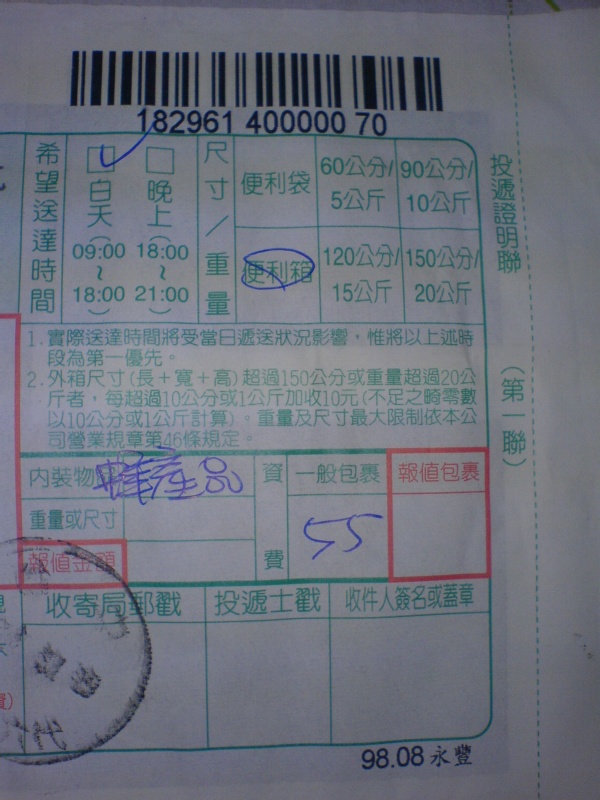 182961 400000 70
希望送達時間
白天
(09:00
~
18:00)
晚上
(18:00
~
21:00)
尺寸/重量
便利袋
60公分/
5公斤
90公分/
10公斤
便利箱
120公分/
15公斤
150公分/
20公斤
投遞證明聯
(第一聯)
1. 實際送達時間將受當日遞送狀況影響，惟將以上述時
段為第一優先。
2. 外箱尺寸(長＋寬＋高)超過150公分或重量超過20公
斤者，每超過10公分或1公斤加收10元(不足之畸零數
以10公分或1公斤計算)。重量及尺寸最大限制依本公
司營業規章第46條規定。
內裝物
蜂產品
資費
一般包裹
報值包裹
重量或尺寸
55
報值金額
收寄局郵戳
投遞士戳
收件人簽名或蓋章
98.08 永豐